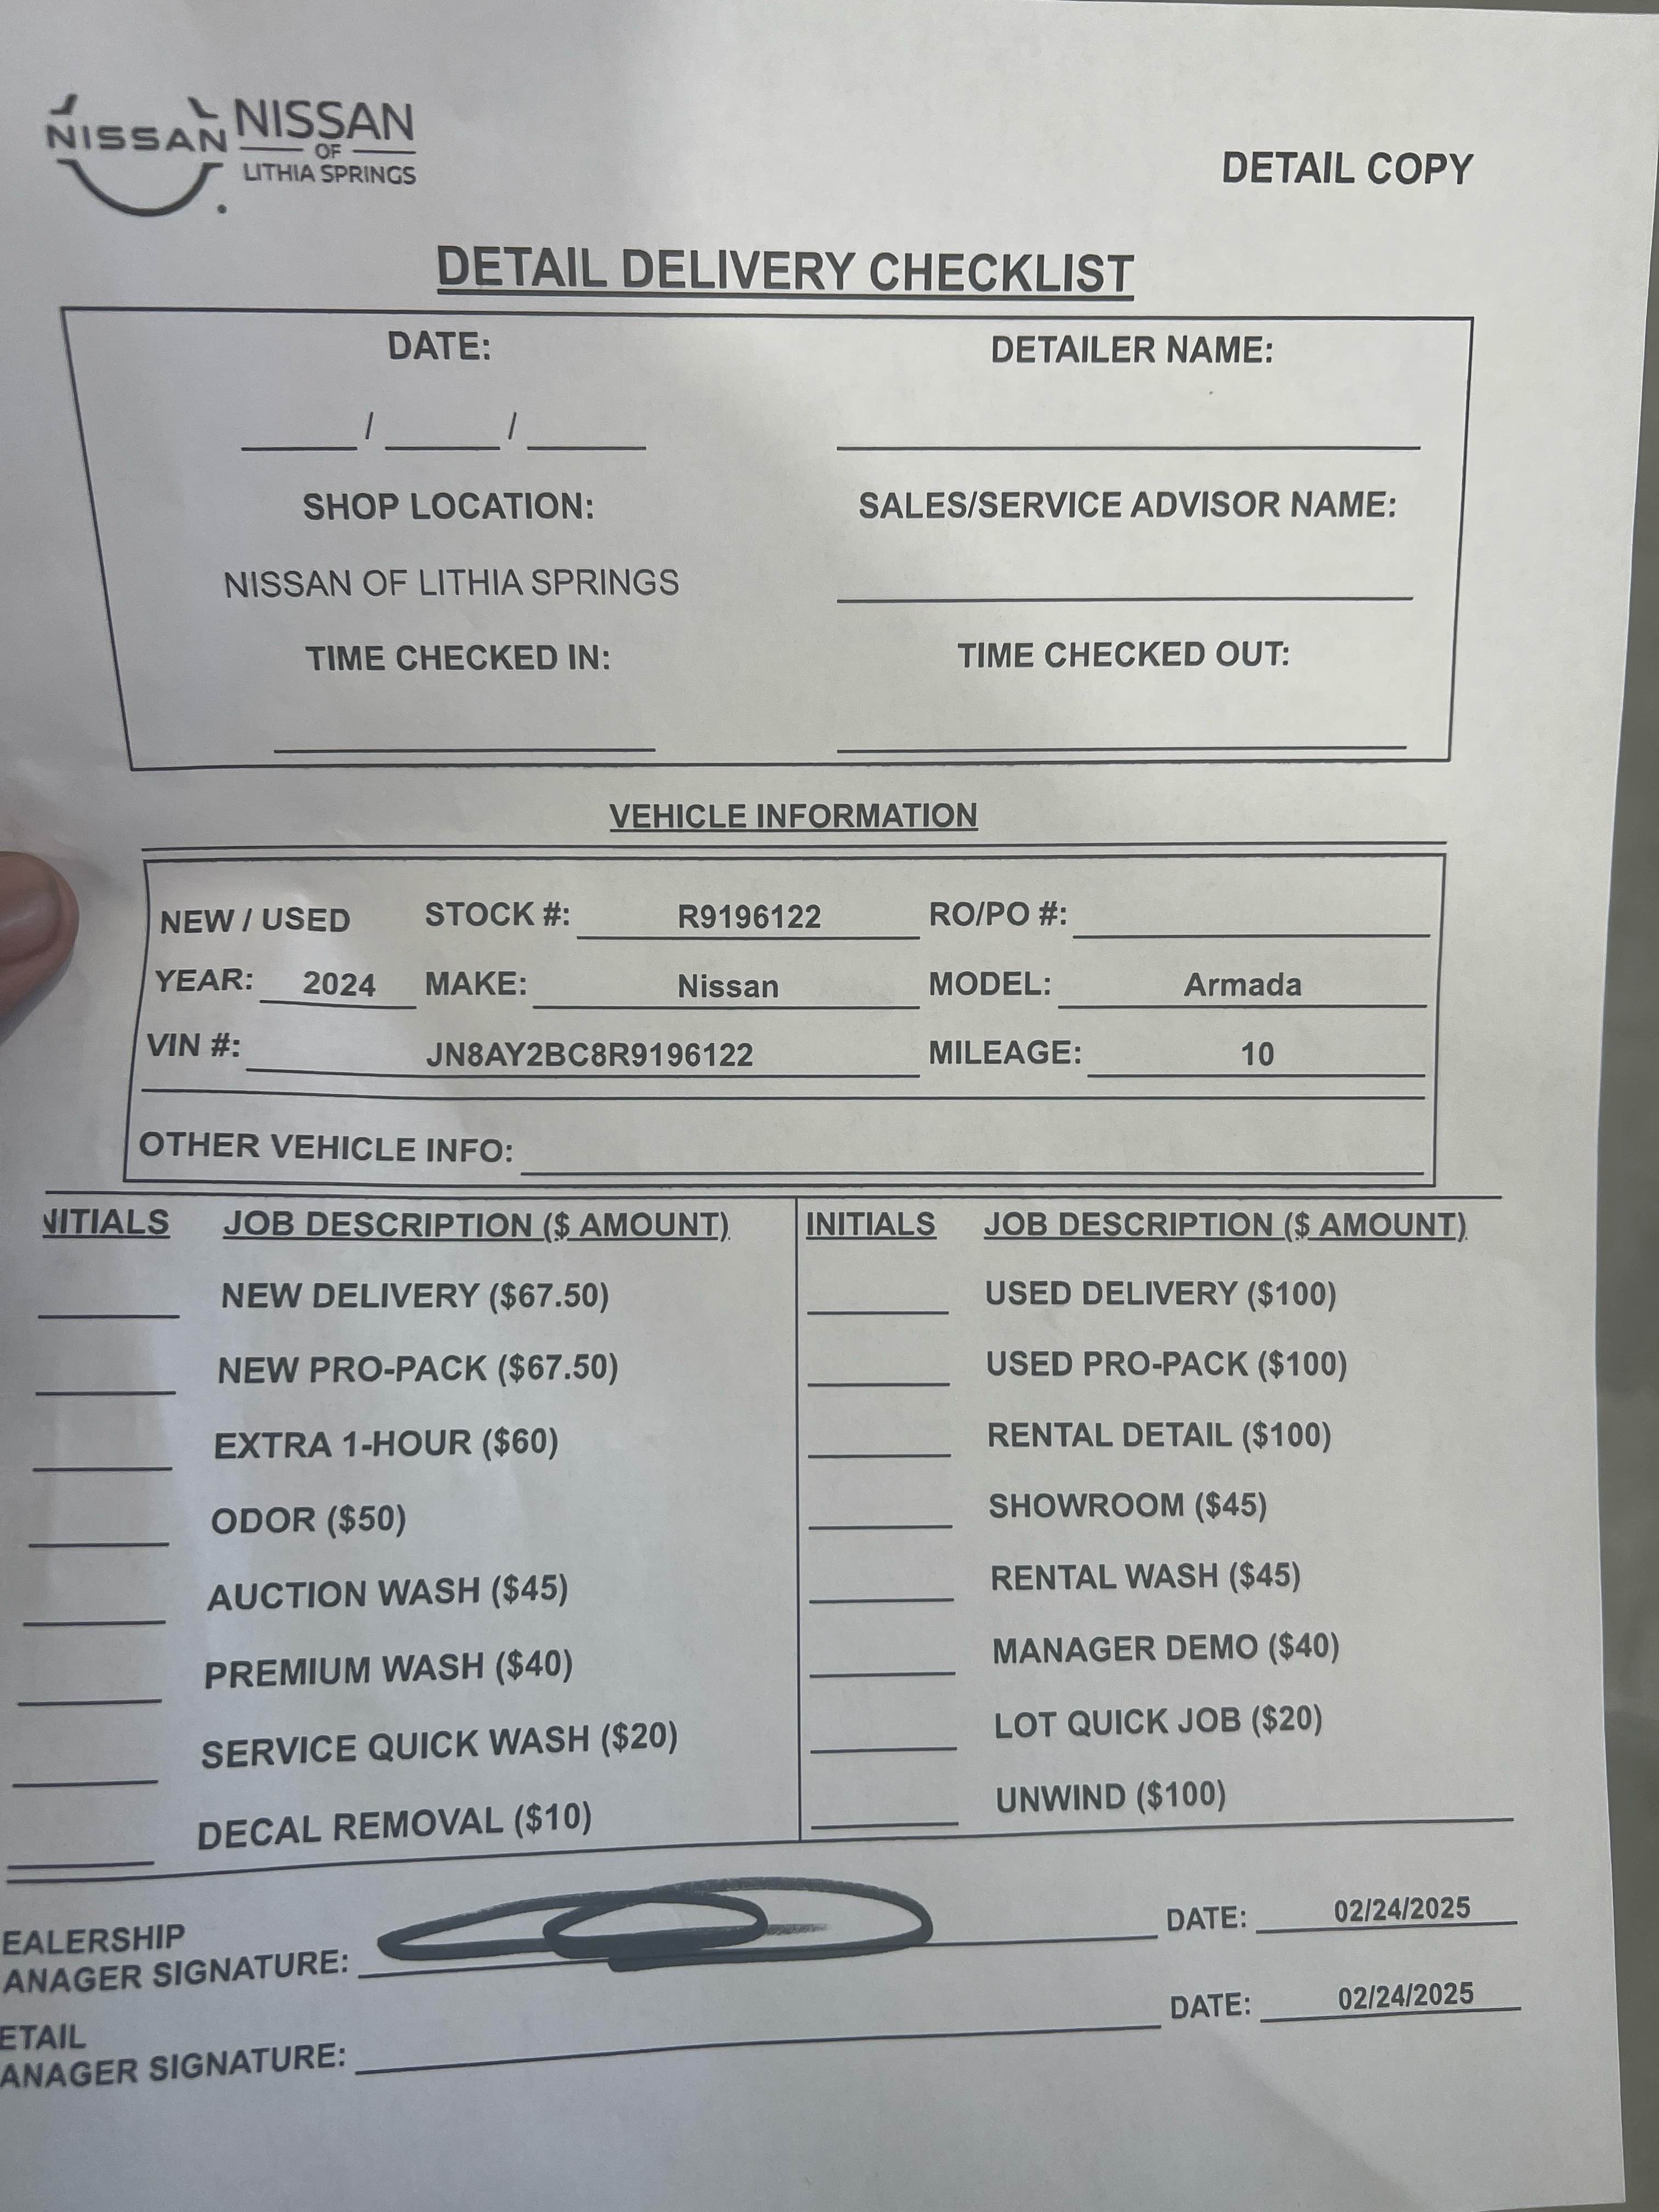 NISSAN
NISSAN
OF
LITHIA SPRINGS
DETAIL COPY
DETAIL DELIVERY CHECKLIST
DATE: DETAILER NAME:
/ /
SHOP LOCATION: SALES/SERVICE ADVISOR NAME:
NISSAN OF LITHIA SPRINGS
TIME CHECKED IN: TIME CHECKED OUT:
VEHICLE INFORMATION
NEW / USED STOCK #: R9196122 RO/PO #:
YEAR: 2024 MAKE: Nissan MODEL: Armada
VIN #: JN8AY2BC8R9196122 MILEAGE: 10
OTHER VEHICLE INFO:
NITIALS JOB DESCRIPTION ($ AMOUNT) INITIALS JOB DESCRIPTION ($ AMOUNT)
NEW DELIVERY ($67.50) USED DELIVERY ($100)
NEW PRO-PACK ($67.50) USED PRO-PACK ($100)
EXTRA 1-HOUR ($60) RENTAL DETAIL ($100)
ODOR ($50) SHOWROOM ($45)
AUCTION WASH ($45) RENTAL WASH ($45)
PREMIUM WASH ($40) MANAGER DEMO ($40)
SERVICE QUICK WASH ($20) LOT QUICK JOB ($20)
DECAL REMOVAL ($10) UNWIND ($100)
EALERSHIP
ANAGER SIGNATURE: DATE: 02/24/2025
ETAIL
ANAGER SIGNATURE: DATE: 02/24/2025